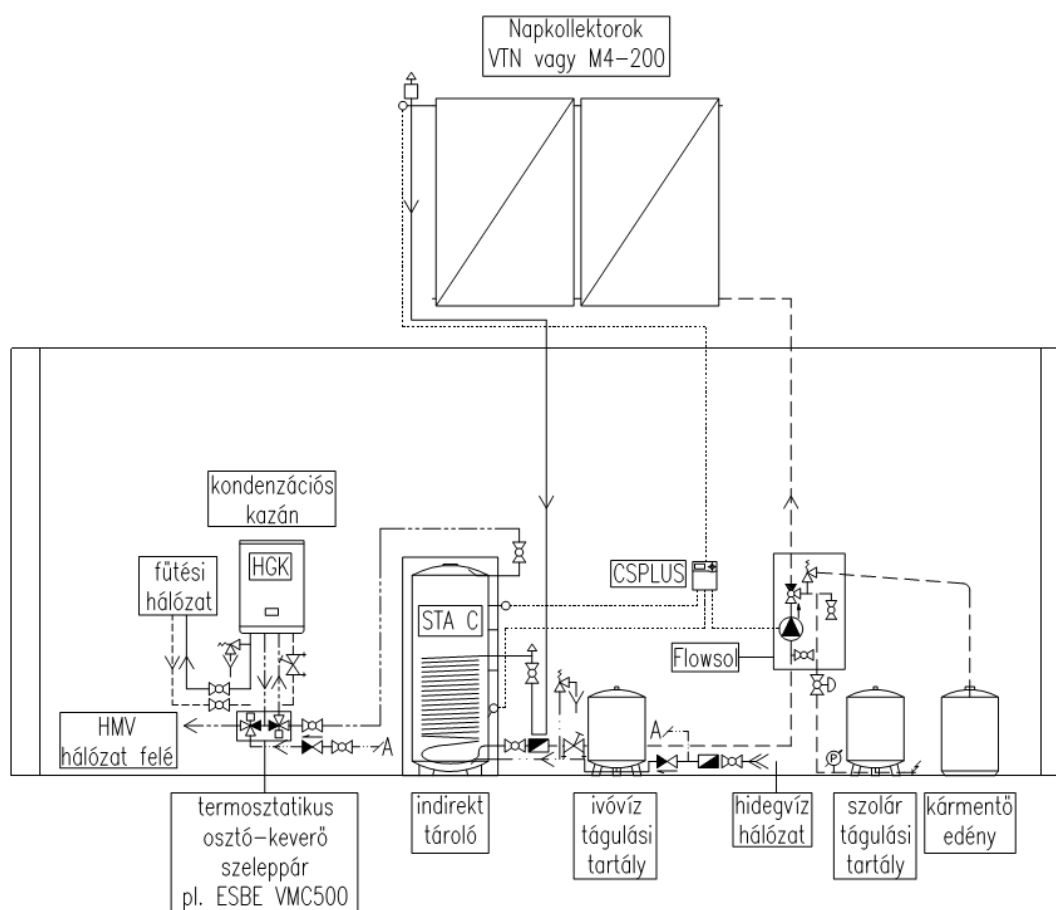 Napkollektorok
VTN vagy M4-200
kondenzációs
kazán
HGK
fűtési
hálózat
STA C
CSPLUS
Flowsol
HMV
hálózat felé
A
A
P
termosztatikus
osztó-keverő
szeleppár
pl. ESBE VMC500
indirekt
tároló
ivóvíz
tágulási
tartály
hidegvíz
hálózat
szolár
tágulási
tartály
kármentő
edény